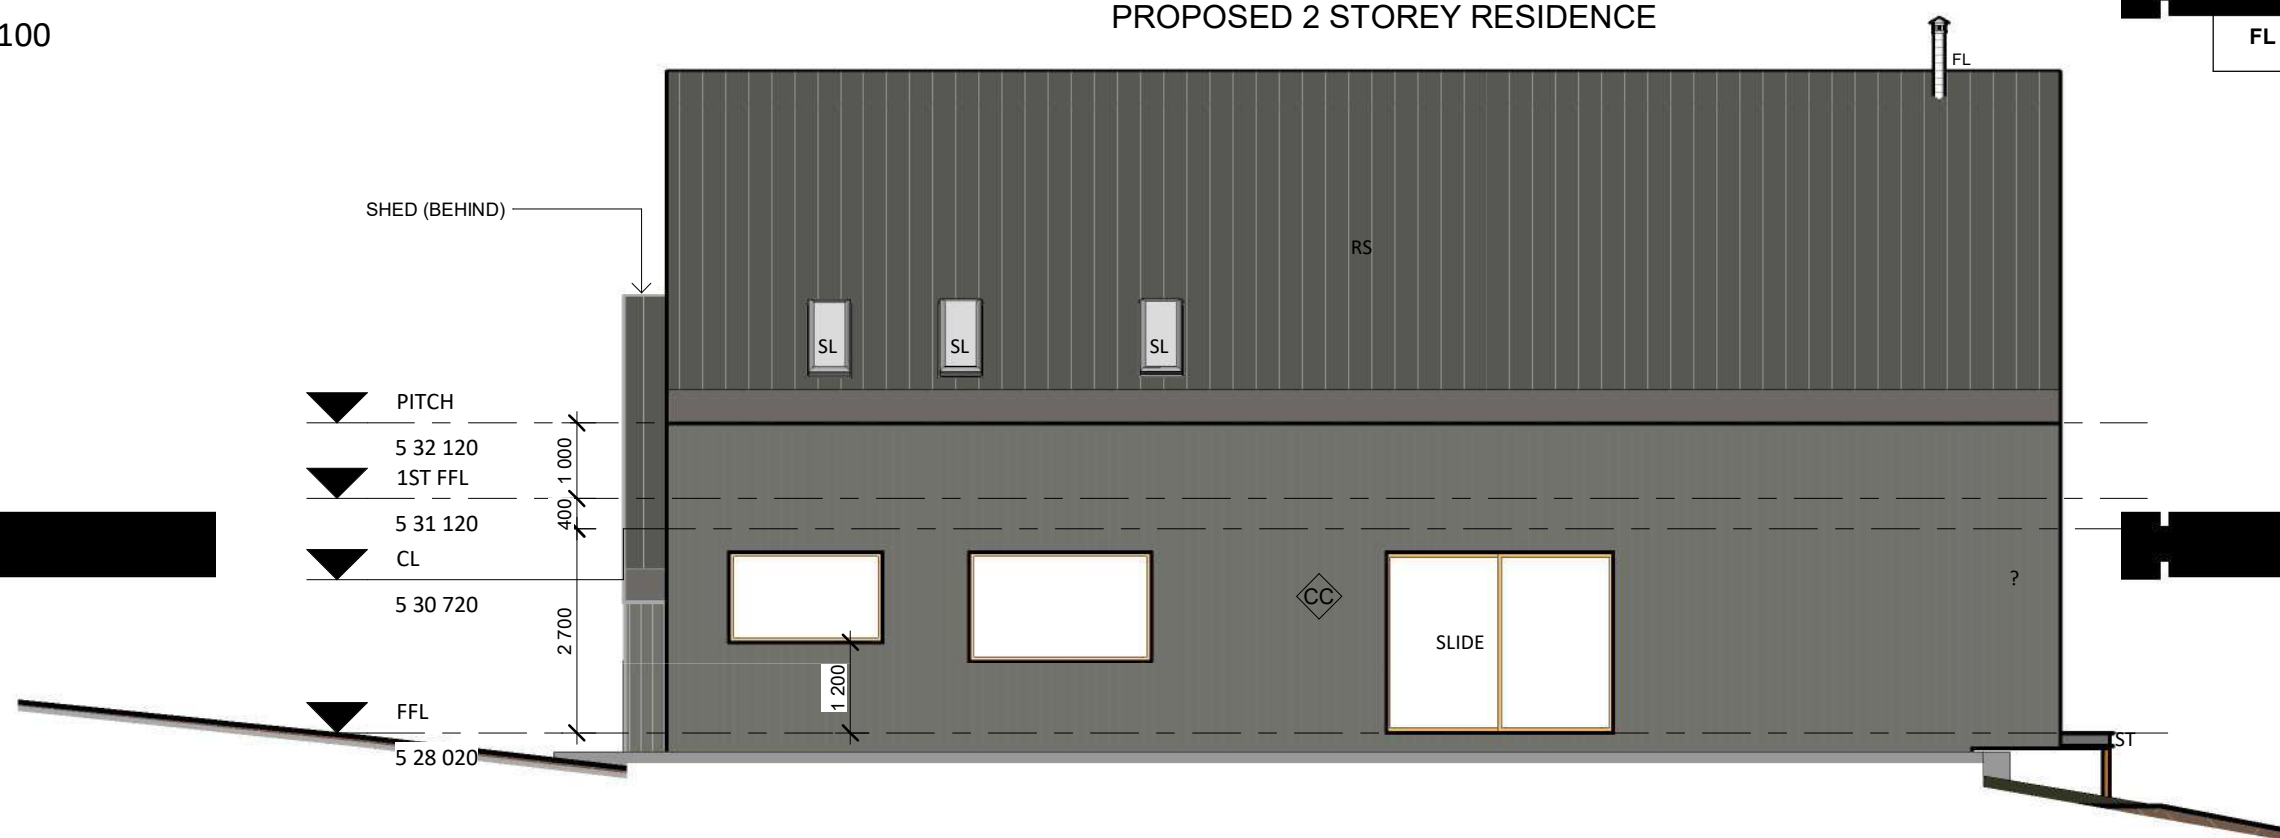 PROPOSED 2 STOREY RESIDENCE
100
FL
FL
SHED (BEHIND)
RS
SL
SL
SL
PITCH
5 32 120
1 000
1ST FFL
5 31 120
400
CL
5 30 720
2 700
CC
?
SLIDE
1 200
FFL
5 28 020
ST